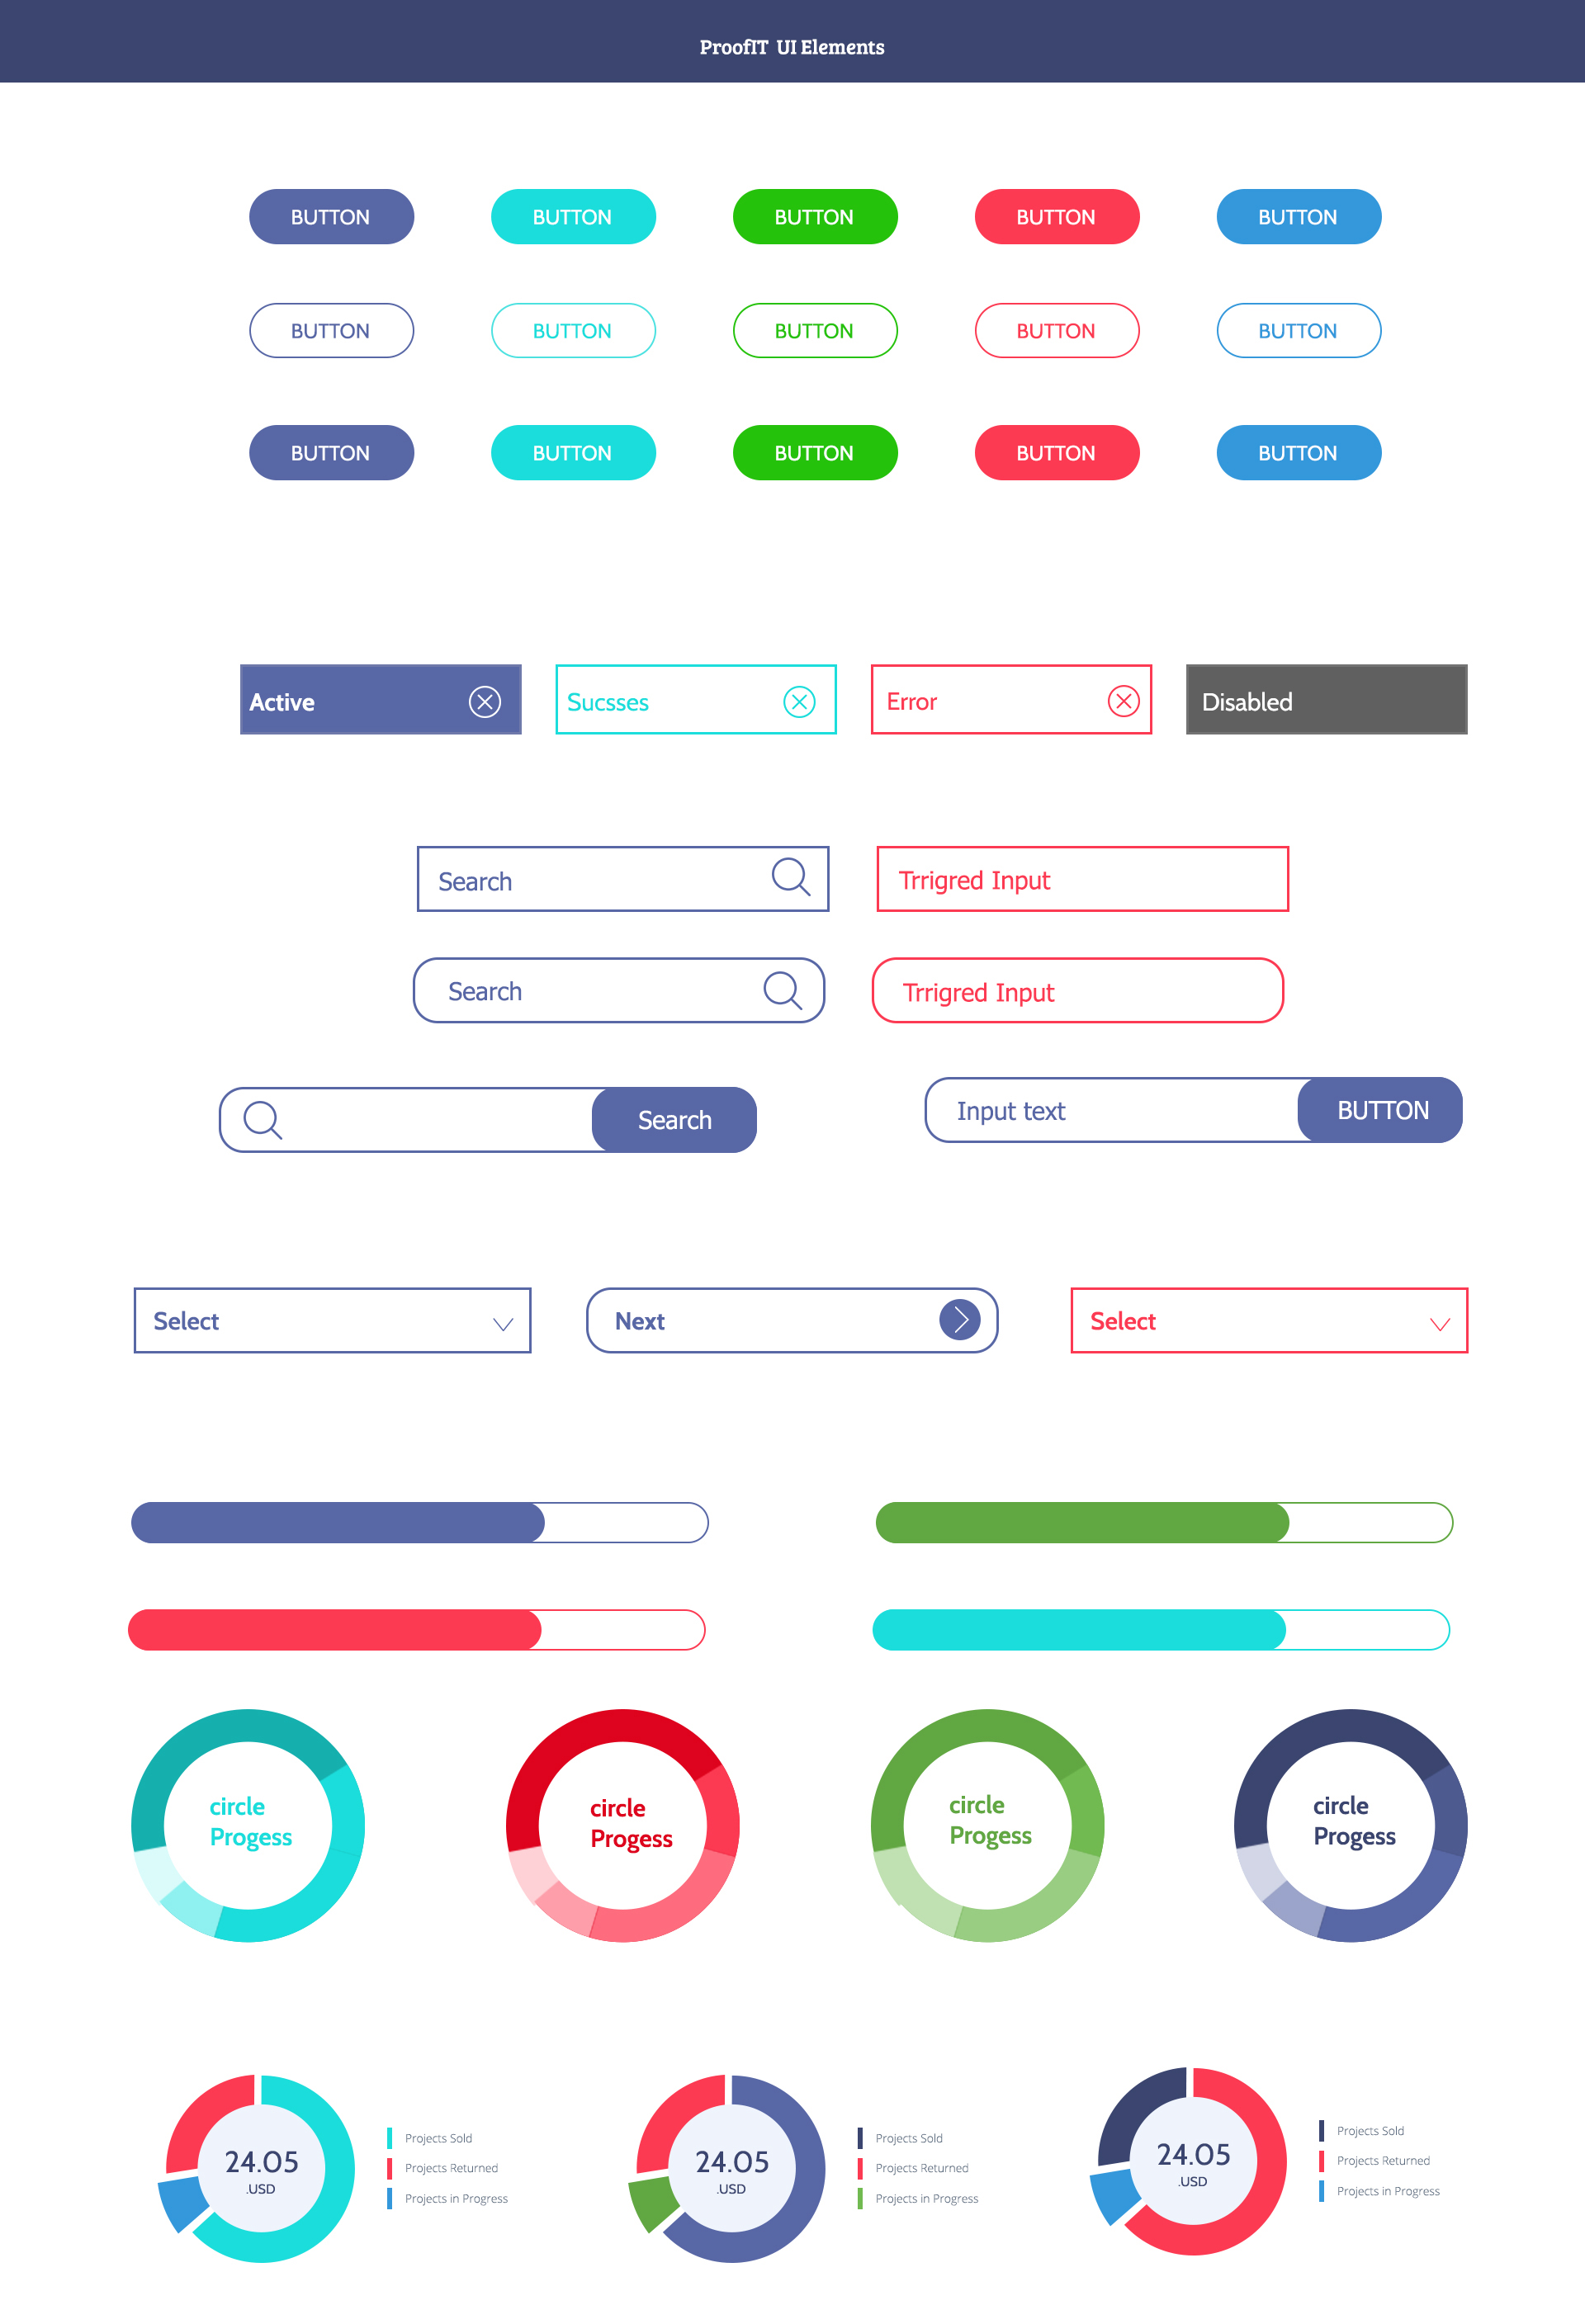 ProofIT UI Elements
BUTTON BUTTON BUTTON BUTTON BUTTON
BUTTON BUTTON BUTTON BUTTON BUTTON
BUTTON BUTTON BUTTON BUTTON BUTTON
Active Sucsses Error Disabled
Search Trrigred Input
Search Trrigred Input
Search Input text BUTTON
Select Next Select
circle circle circle circle
Progess Progess Progess Progess
24.05
.USD
Projects Sold
Projects Returned
Projects in Progress
24.05
.USD
Projects Sold
Projects Returned
Projects in Progress
24.05
.USD
Projects Sold
Projects Returned
Projects in Progress